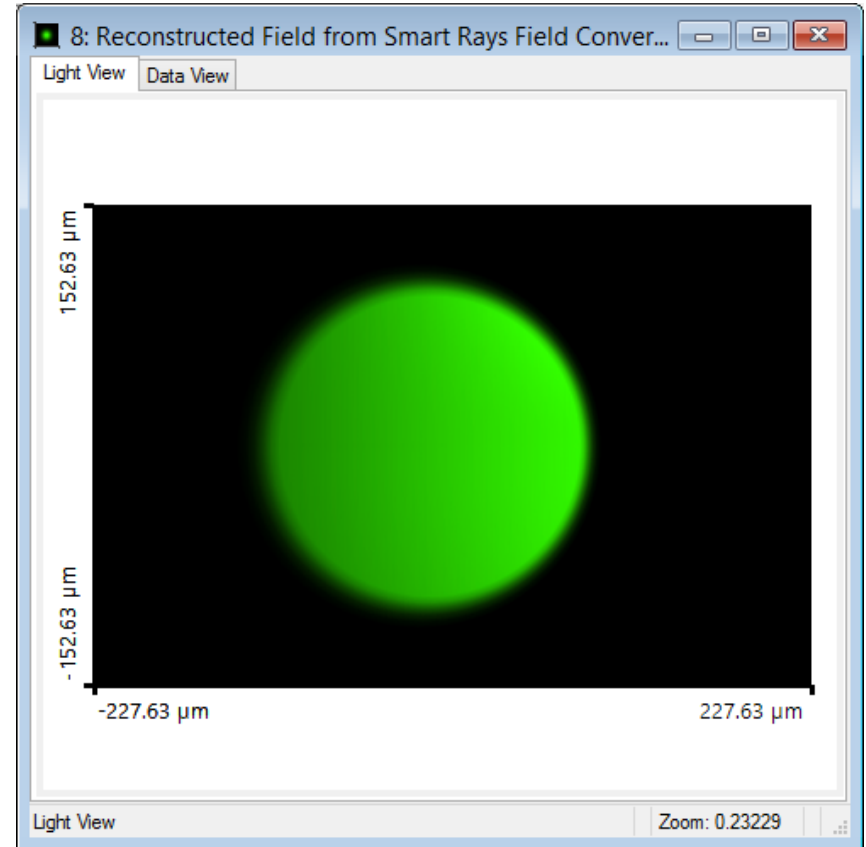 8: Reconstructed Field from Smart Rays Field Conver...
Light View Data View
152.63 µm
-152.63 µm
-227.63 µm 227.63 µm
Light View Zoom: 0.23229